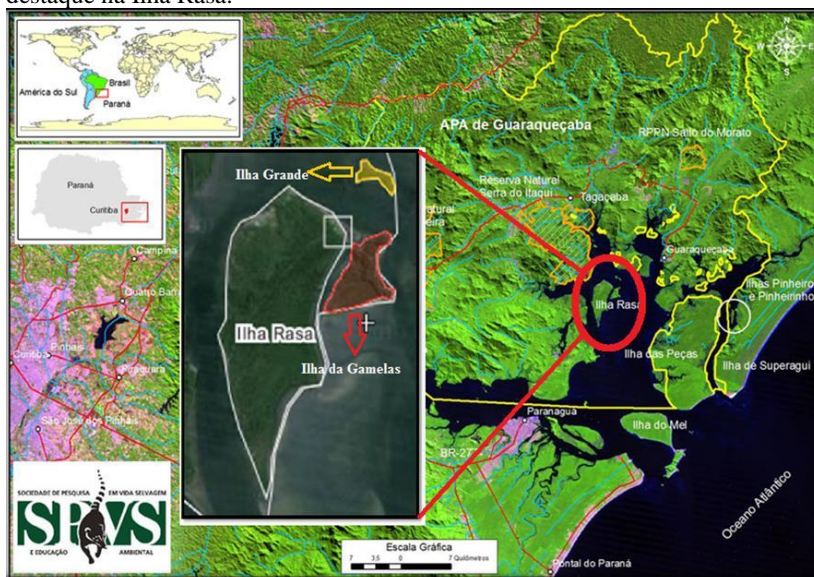 destaque na Ilha Rasa.
América do Sul
Brasil
Paraná
N
W
E
S
Paraná
Curitiba
APA de Guaraqueçaba
RPPN Salto do Morato
Reserva Natural
Serra do Itaqui
Tagaçaba
Guaraqueçaba
Ilha Grande
Ilha Rasa
Ilha da Gamelas
Ilha Rasa
Ilhas Pinheiro
e Pinheirinho
Ilha das Peças
Ilha de Superagui
Campina
Quatro Barra
Curitiba
Pinhais
Piraquara
São José dos Pinhais
Paranaguá
BR-27
Ilha do Mel
Oceano Atlântico
Pontal do Paraná
SOCIEDADE DE PESQUISA
EM VIDA SELVAGEM
SPVS
E EDUCAÇÃO
AMBIENTAL
Escala Gráfica
7 3.5 0 7 Quilômetros